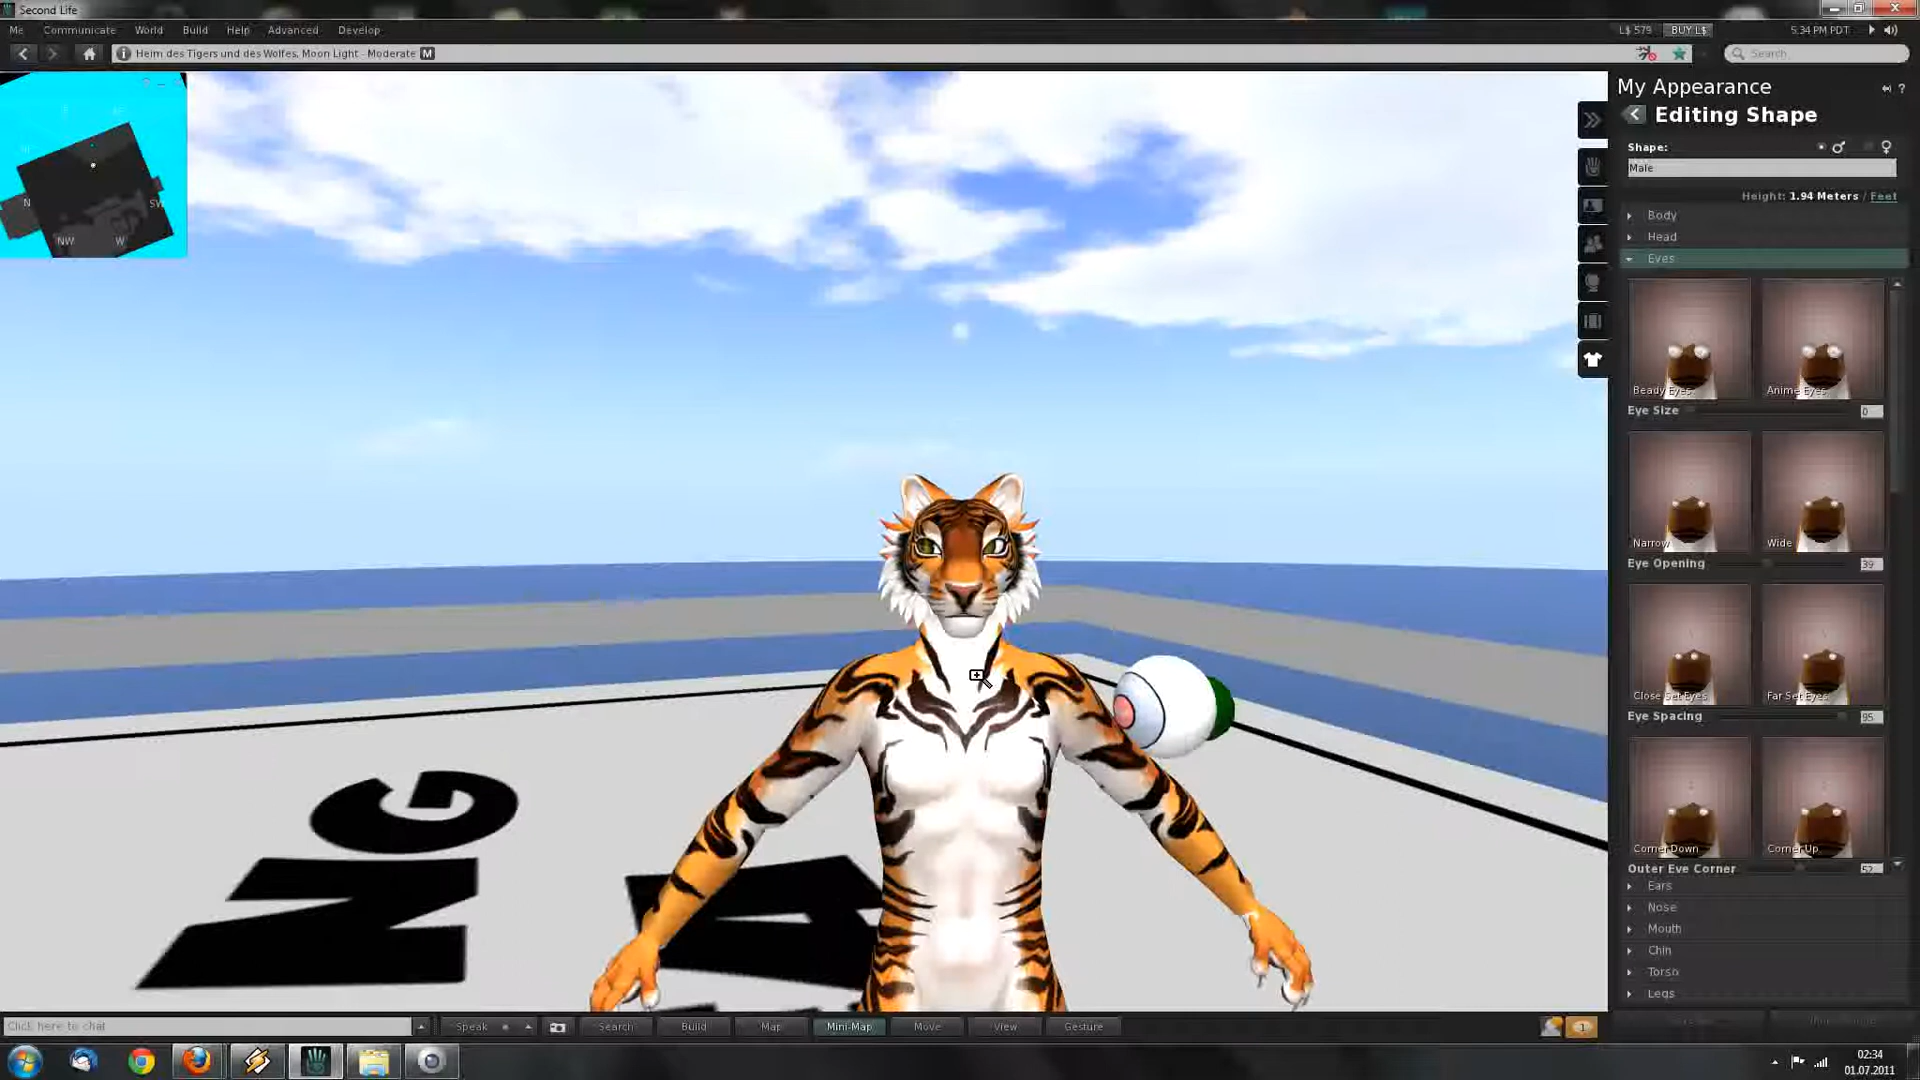 Second Life
Me Communicate World Build Help Advanced Develop
L$ 579 BUY L$ 5:34 PM PDT
Heim des Tigers und des Wolfes, Moon Light - Moderate M
Search
My Appearance
Editing Shape
Shape:
Male
Height: 1.94 Meters / Feet
Body
Head
Eyes
Beady Eyes Anime Eyes
Eye Size 0
Narrow Wide
Eye Opening 39
Close Set Eyes Far Set Eyes
Eye Spacing 95
Corner Down Corner Up
Outer Eye Corner 52
Ears
Nose
Mouth
Chin
Torso
Legs
N SW
NW W
NG
A
Click here to chat Speak Search Build Map Mini-Map Move View Gesture 1
02:34
01.07.2011